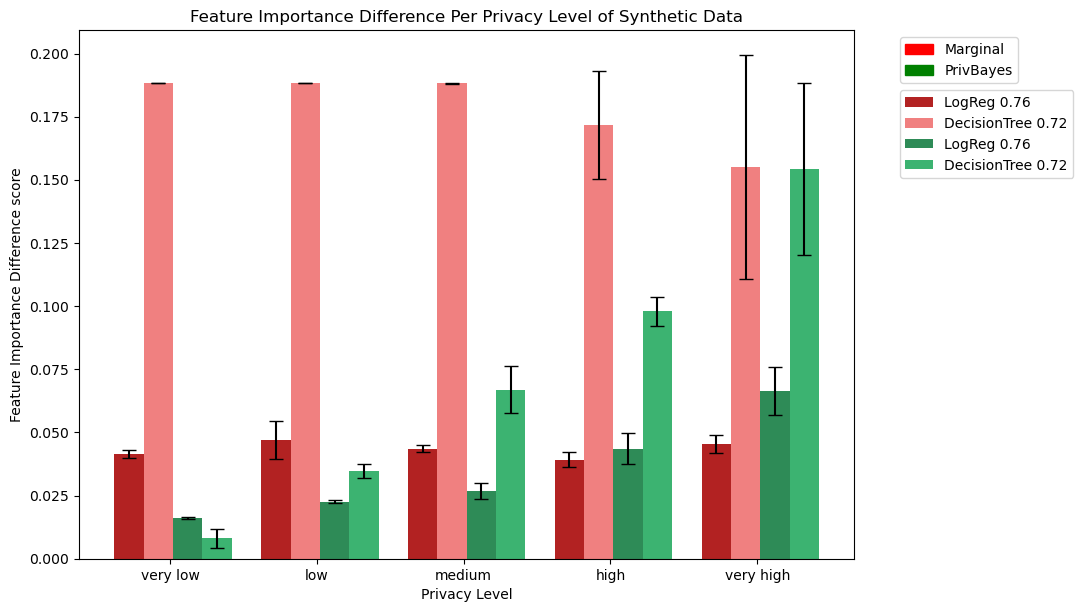 Feature Importance Difference Per Privacy Level of Synthetic Data
Feature Importance Difference score
0.200
0.175
0.150
0.125
0.100
0.075
0.050
0.025
0.000
very low
low
medium
high
very high
Privacy Level
Marginal
PrivBayes
LogReg 0.76
DecisionTree 0.72
LogReg 0.76
DecisionTree 0.72